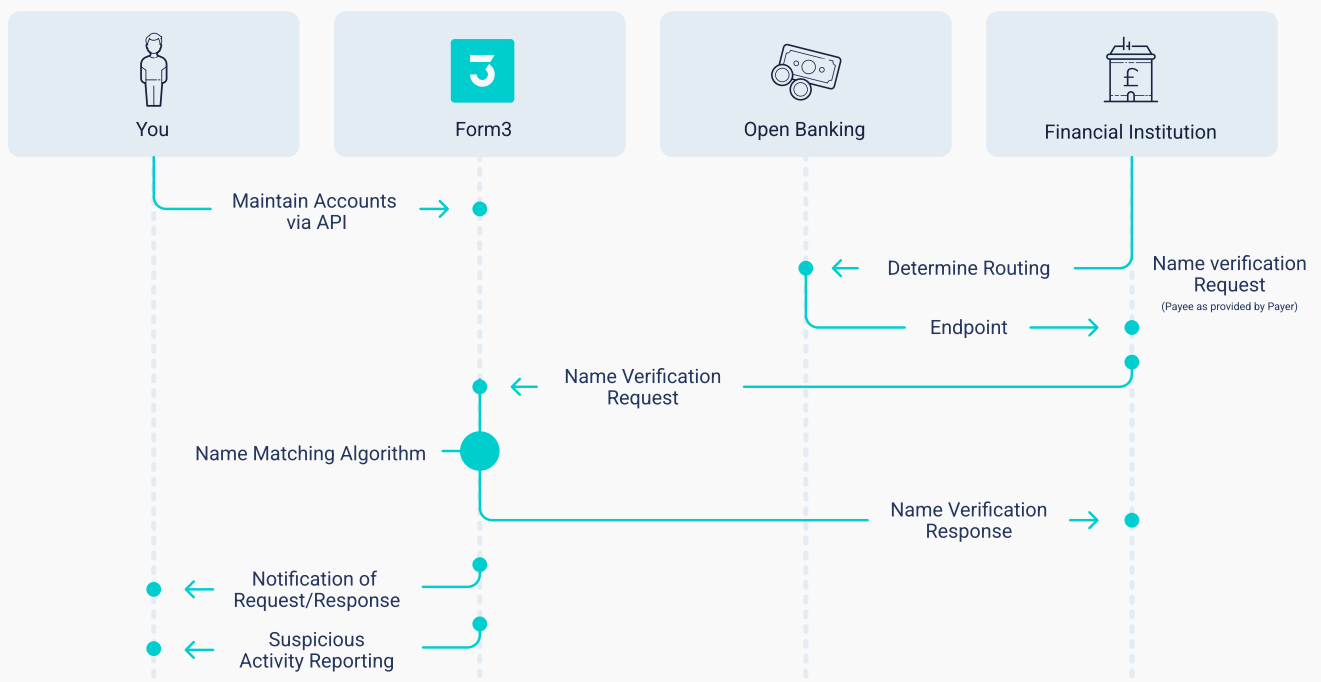 You
Form3
Open Banking
Financial Institution
£
Maintain Accounts
via API
Determine Routing
Name verification
Request
(Payee as provided by Payer)
Endpoint
Name Verification
Request
Name Matching Algorithm
Name Verification
Response
Notification of
Request/Response
Suspicious
Activity Reporting